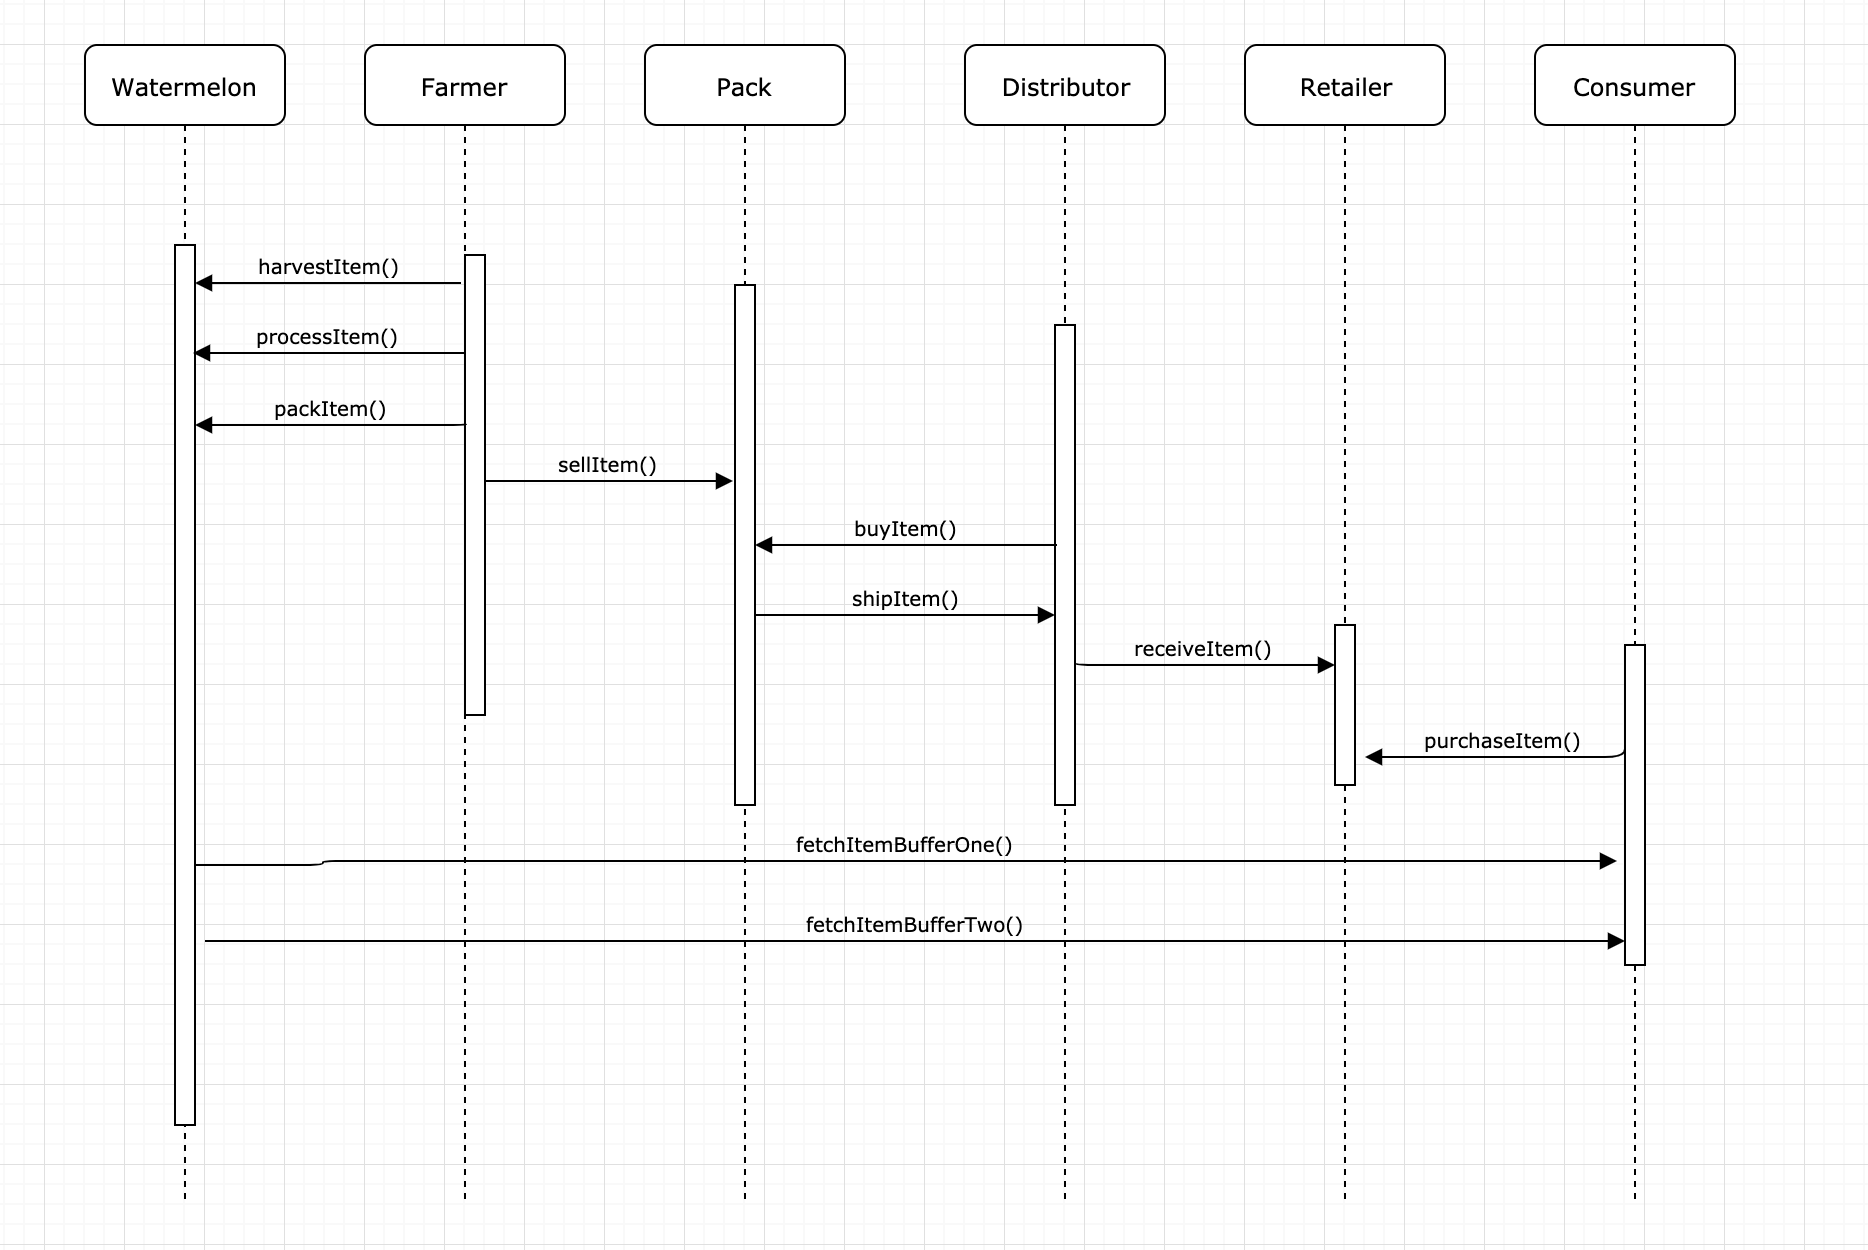 Watermelon
Farmer
Pack
Distributor
Retailer
Consumer
harvestItem()
processItem()
packItem()
sellItem()
buyItem()
shipItem()
receiveItem()
purchaseItem()
fetchItemBufferOne()
fetchItemBufferTwo()